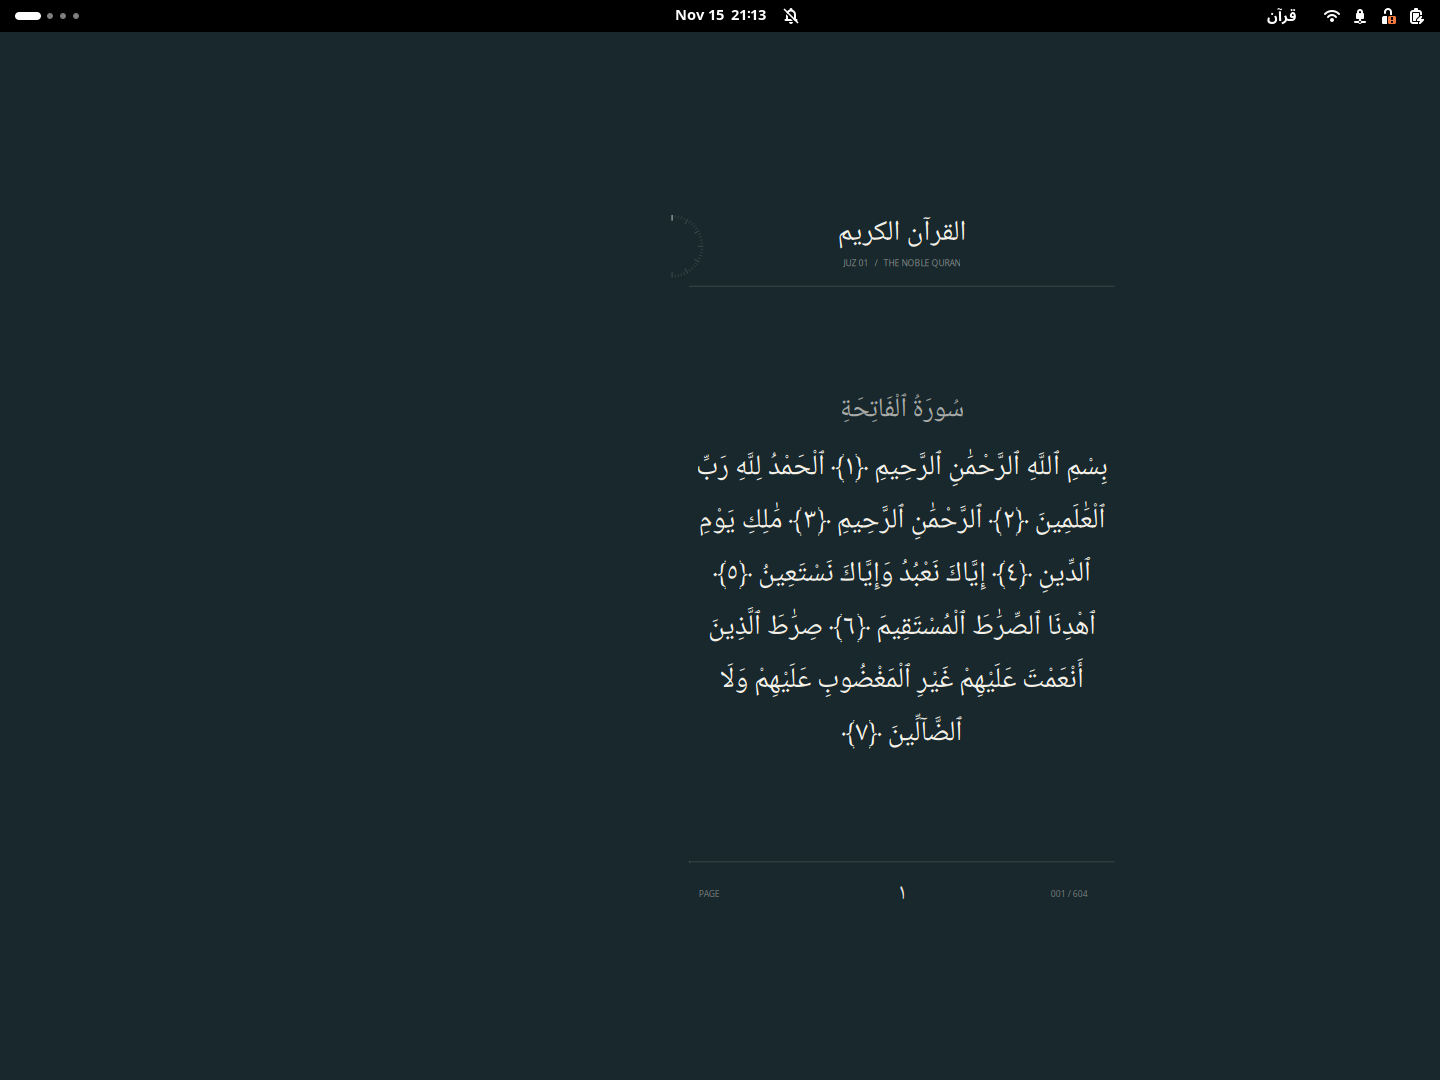 Nov 15 21:13
قرآن
القرآن الكريم
JUZ 01 / THE NOBLE QURAN
سُورَةُ ٱلْفَاتِحَةِ
بِسْمِ ٱللَّهِ ٱلرَّحْمَٰنِ ٱلرَّحِيمِ ﴿١﴾ ٱلْحَمْدُ لِلَّهِ رَبِّ
ٱلْعَٰلَمِينَ ﴿٢﴾ ٱلرَّحْمَٰنِ ٱلرَّحِيمِ ﴿٣﴾ مَٰلِكِ يَوْمِ
ٱلدِّينِ ﴿٤﴾ إِيَّاكَ نَعْبُدُ وَإِيَّاكَ نَسْتَعِينُ ﴿٥﴾
ٱهْدِنَا ٱلصِّرَٰطَ ٱلْمُسْتَقِيمَ ﴿٦﴾ صِرَٰطَ ٱلَّذِينَ
أَنْعَمْتَ عَلَيْهِمْ غَيْرِ ٱلْمَغْضُوبِ عَلَيْهِمْ وَلَا
ٱلضَّآلِّينَ ﴿٧﴾
PAGE ١ 001 / 604